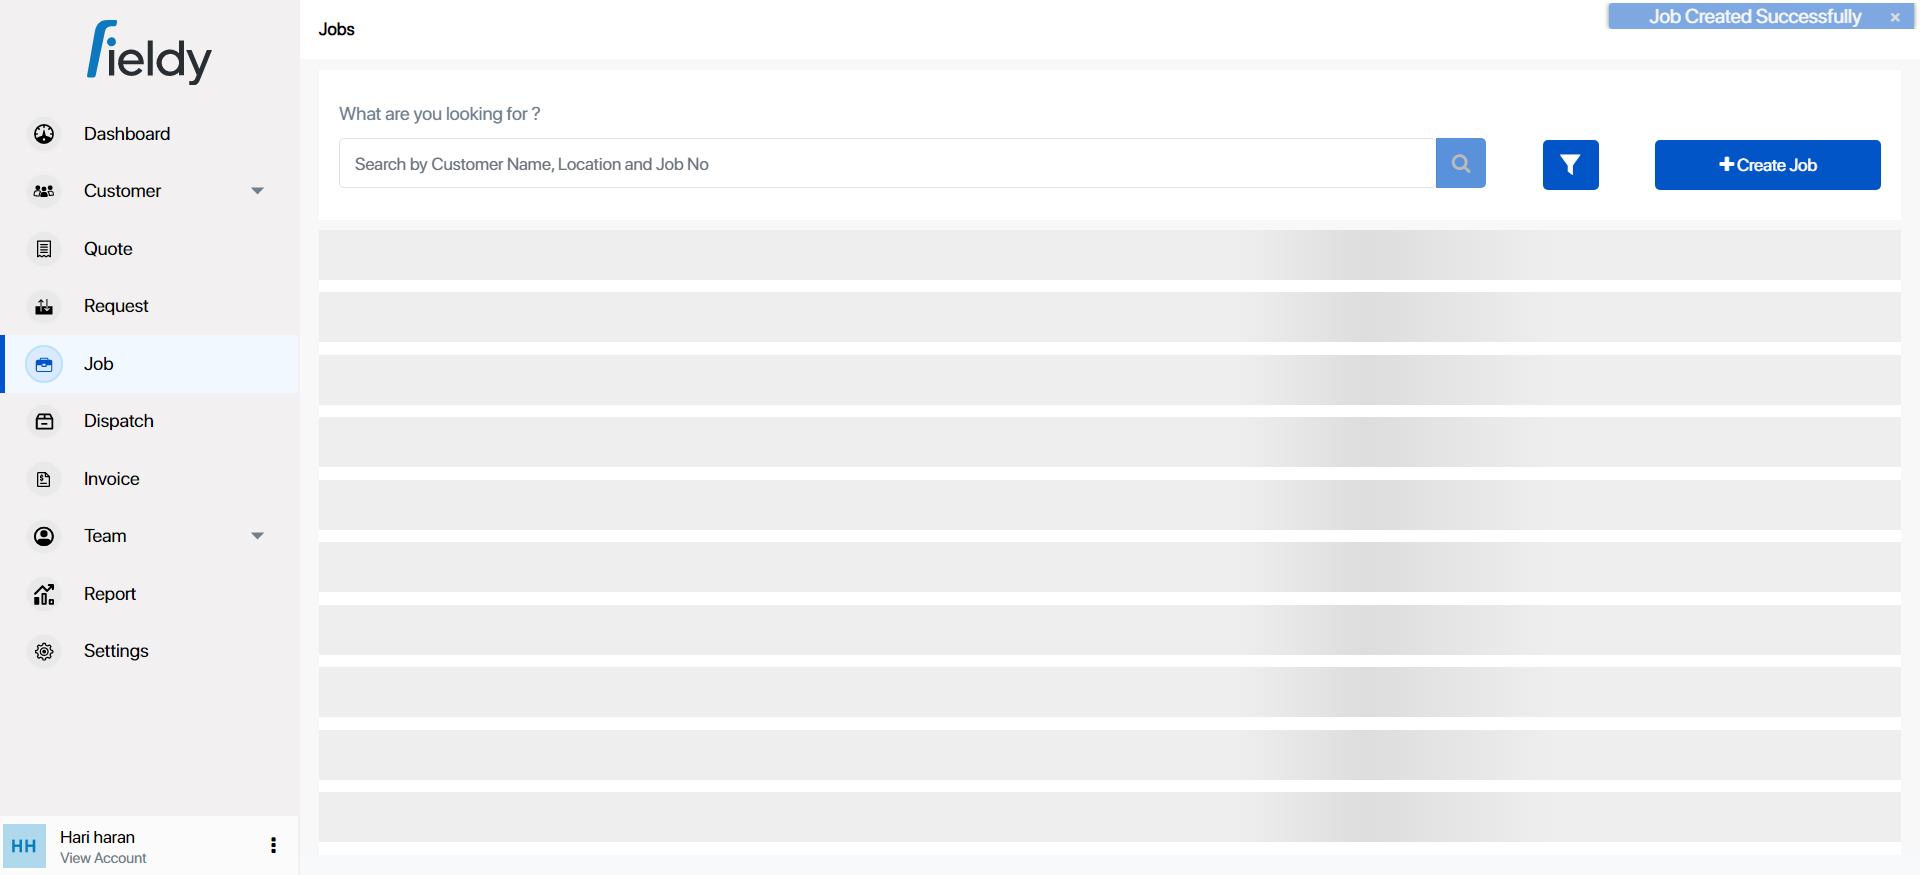 fieldy
Jobs
Job Created Successfully ×
What are you looking for ?
Search by Customer Name, Location and Job No
Create Job
Dashboard
Customer
Quote
Request
Job
Dispatch
Invoice
Team
Report
Settings
HH
Hari haran
View Account